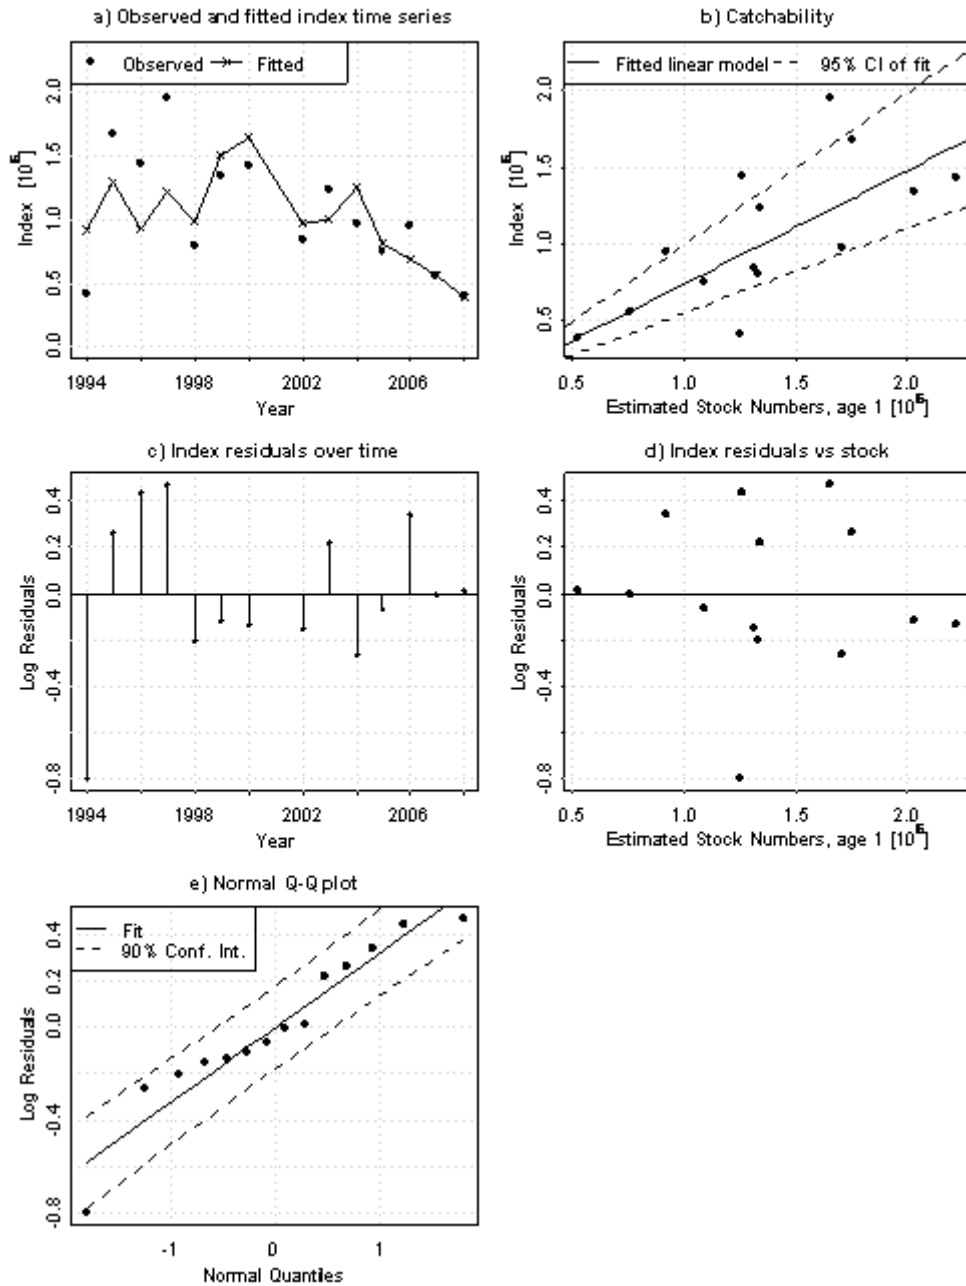 a) Observed and fitted index time series
Observed Fitted
2.0
1.5
1.0
0.5
0.0
Index [10
1994 1998 2002 2006
Year
b) Catchability
Fitted linear model 95% CI of fit
2.0
1.5
1.0
0.5
Index [10
0.5 1.0 1.5 2.0
Estimated Stock Numbers, age 1 [10
c) Index residuals over time
0.4
0.2
0.0
-0.4
-0.8
Log Residuals
1994 1998 2002 2006
Year
d) Index residuals vs stock
0.4
0.2
0.0
-0.4
-0.8
Log Residuals
0.5 1.0 1.5 2.0
Estimated Stock Numbers, age 1 [10
e) Normal Q-Q plot
Fit
90% Conf. Int.
0.4
0.2
0.0
-0.4
-0.8
Log Residuals
-1 0 1
Normal Quantiles